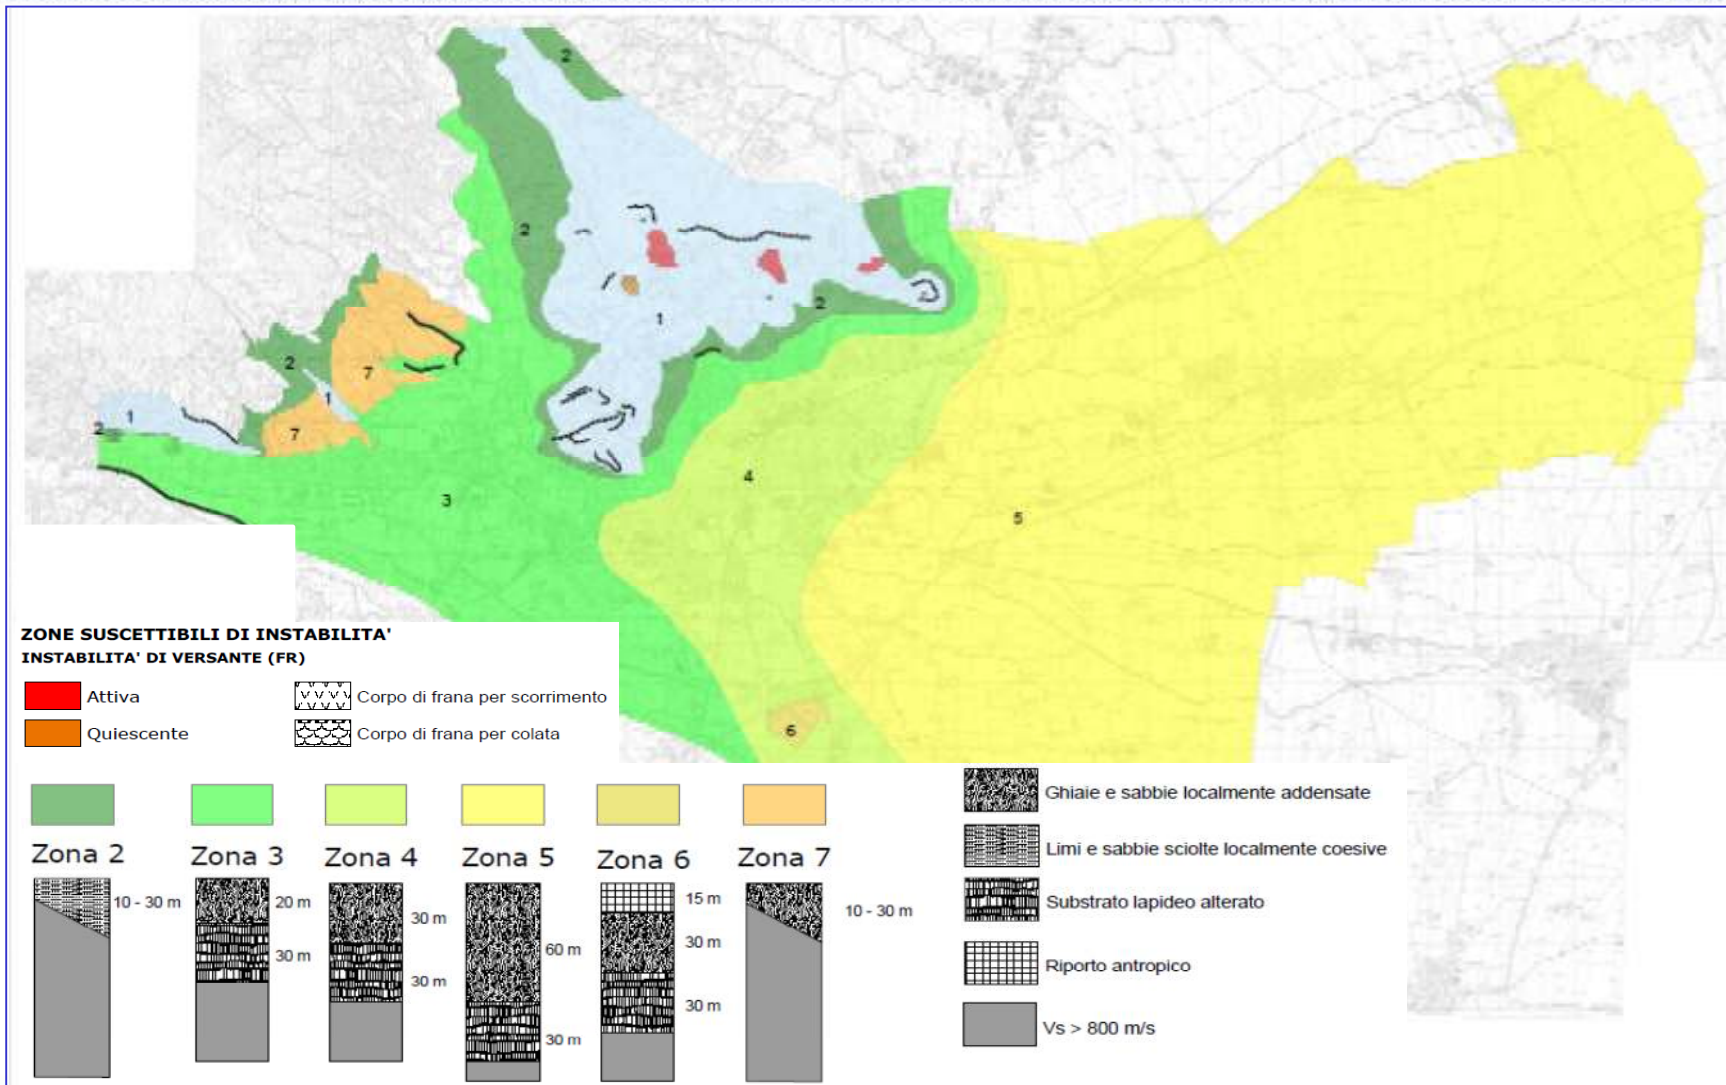 2
2
2
1
2
7
1
1
2
7
3
4
5
6
ZONE SUSCETTIBILI DI INSTABILITA'
INSTABILITA' DI VERSANTE (FR)
Attiva
Corpo di frana per scorrimento
Quiescente
Corpo di frana per colata
Zona 2
Zona 3
Zona 4
Zona 5
Zona 6
Zona 7
10 - 30 m
20 m
30 m
30 m
30 m
60 m
30 m
15 m
30 m
30 m
10 - 30 m
Ghiaie e sabbie localmente addensate
Limi e sabbie sciolte localmente coesive
Substrato lapideo alterato
Riporto antropico
Vs > 800 m/s